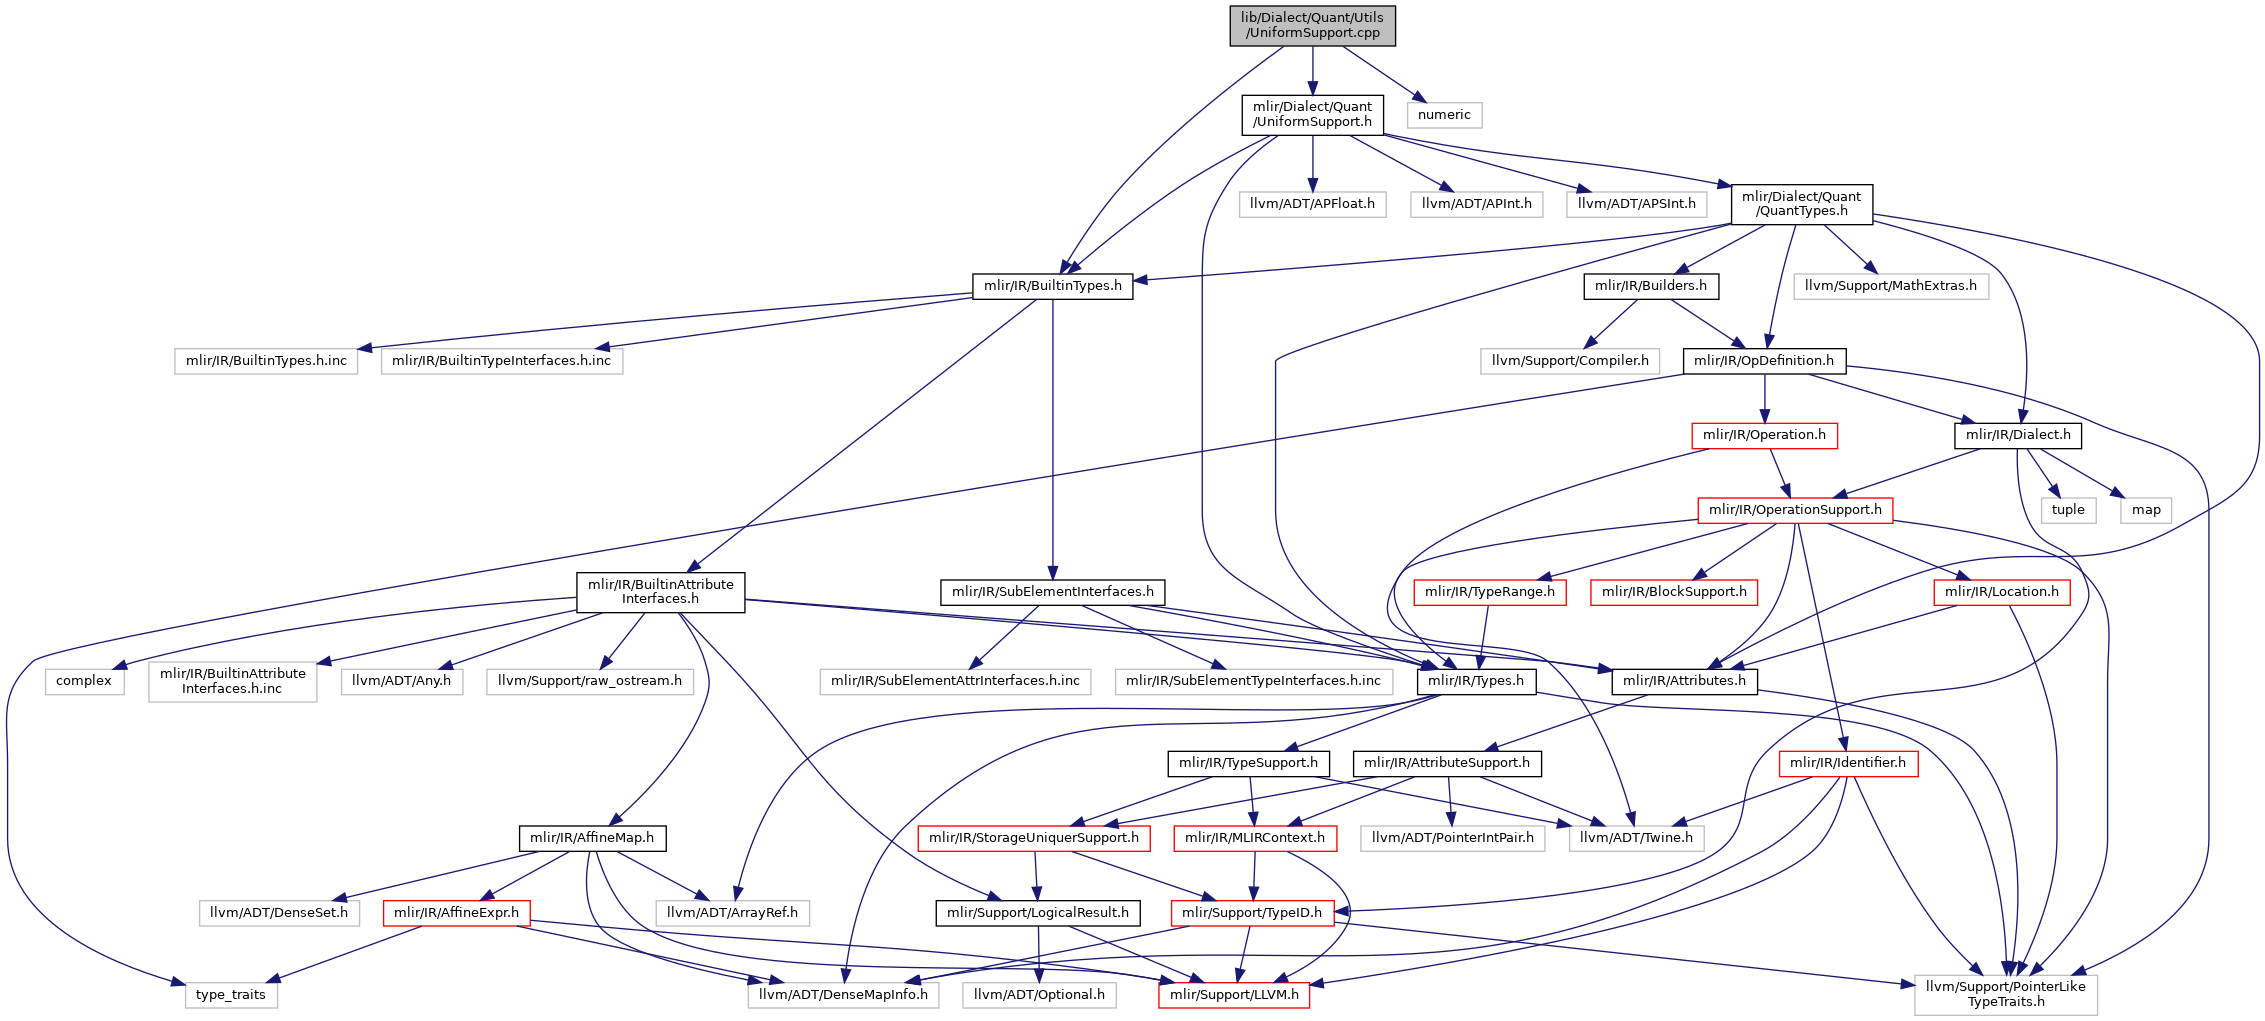 lib/Dialect/Quant/Utils
/UniformSupport.cpp
mlir/Dialect/Quant
/UniformSupport.h
numeric
llvm/ADT/APFloat.h
llvm/ADT/APInt.h
llvm/ADT/APSInt.h
mlir/Dialect/Quant
/QuantTypes.h
mlir/IR/BuiltinTypes.h
mlir/IR/Builders.h
llvm/Support/MathExtras.h
mlir/IR/BuiltinTypes.h.inc
mlir/IR/BuiltinTypeInterfaces.h.inc
llvm/Support/Compiler.h
mlir/IR/OpDefinition.h
mlir/IR/Operation.h
mlir/IR/Dialect.h
mlir/IR/OperationSupport.h
tuple
map
mlir/IR/BuiltinAttribute
Interfaces.h
mlir/IR/SubElementInterfaces.h
mlir/IR/TypeRange.h
mlir/IR/BlockSupport.h
mlir/IR/Location.h
complex
mlir/IR/BuiltinAttribute
Interfaces.h.inc
llvm/ADT/Any.h
llvm/Support/raw_ostream.h
mlir/IR/SubElementAttrInterfaces.h.inc
mlir/IR/SubElementTypeInterfaces.h.inc
mlir/IR/Types.h
mlir/IR/Attributes.h
mlir/IR/TypeSupport.h
mlir/IR/AttributeSupport.h
mlir/IR/Identifier.h
mlir/IR/AffineMap.h
mlir/IR/StorageUniquerSupport.h
mlir/IR/MLIRContext.h
llvm/ADT/PointerIntPair.h
llvm/ADT/Twine.h
llvm/ADT/DenseSet.h
mlir/IR/AffineExpr.h
llvm/ADT/ArrayRef.h
mlir/Support/LogicalResult.h
mlir/Support/TypeID.h
type_traits
llvm/ADT/DenseMapInfo.h
llvm/ADT/Optional.h
mlir/Support/LLVM.h
llvm/Support/PointerLike
TypeTraits.h